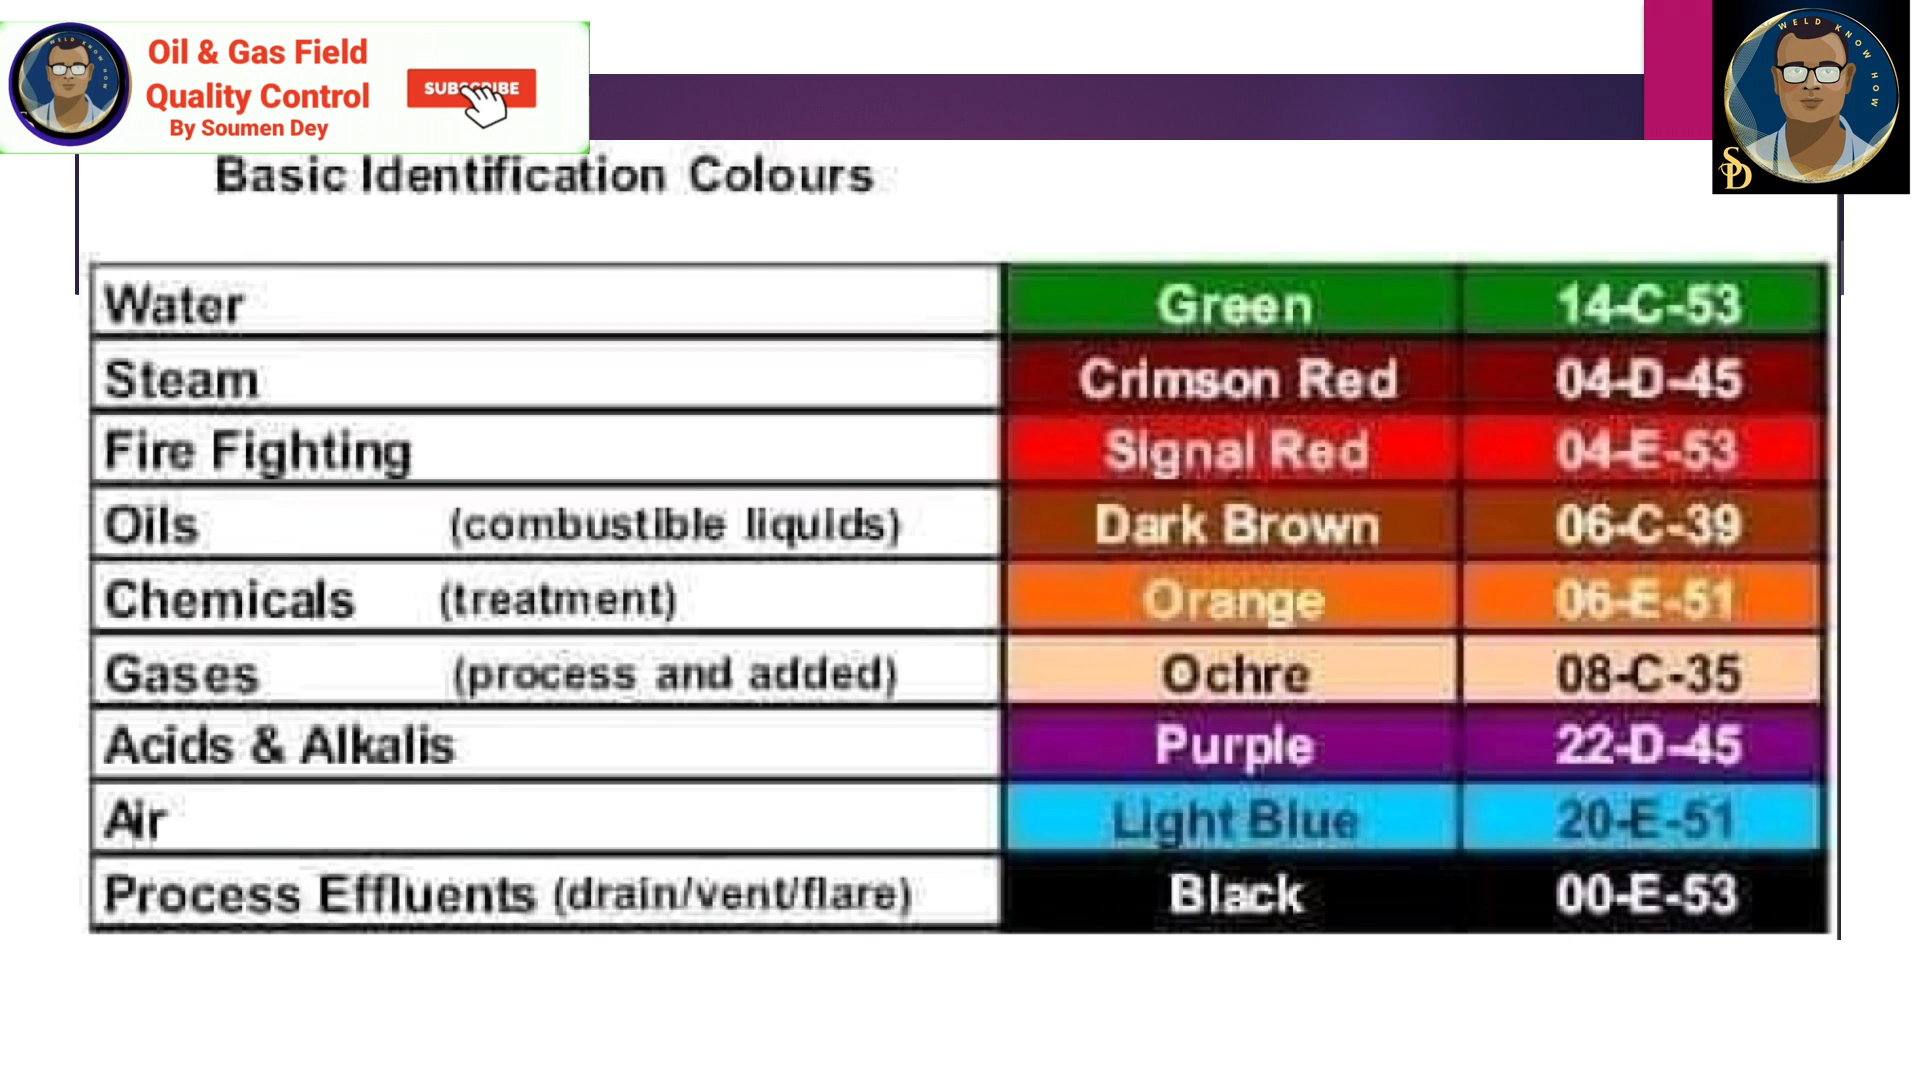 Oil & Gas Field
Quality Control
By Soumen Dey
SUBSCRIBE
WELD KNOW HOW
SD
Basic Identification Colours
Water Green 14-C-53
Steam Crimson Red 04-D-45
Fire Fighting Signal Red 04-E-53
Oils (combustible liquids) Dark Brown 06-C-39
Chemicals (treatment) Orange 06-E-51
Gases (process and added) Ochre 08-C-35
Acids & Alkalis Purple 22-D-45
Air Light Blue 20-E-51
Process Effluents (drain/vent/flare) Black 00-E-53